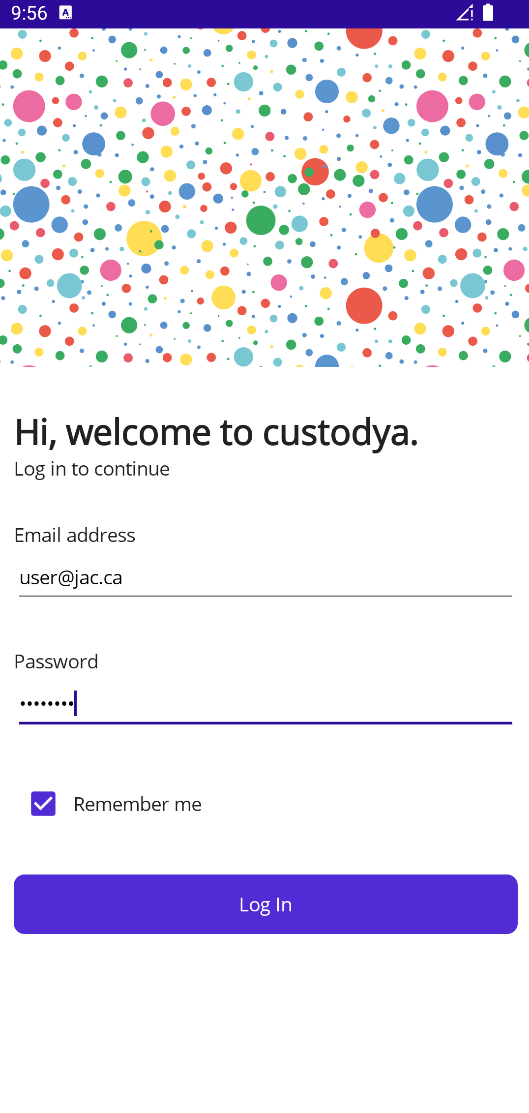 9:56
Hi, welcome to custodya.
Log in to continue
Email address
user@jac.ca
Password
••••••••
Remember me
Log In